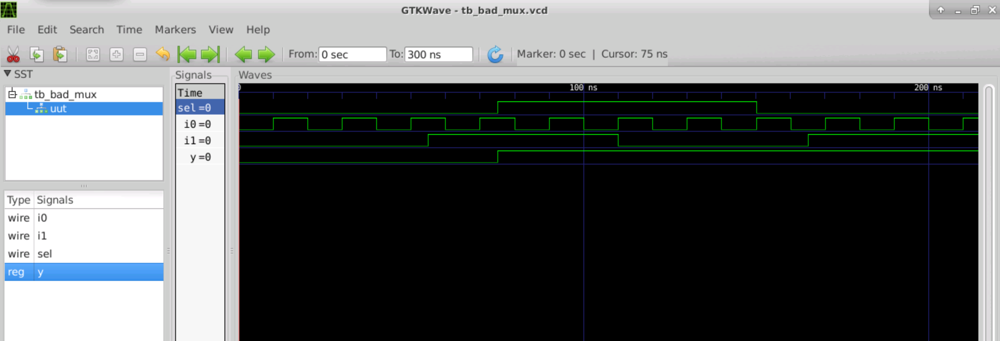 GTKWave - tb_bad_mux.vcd
File Edit Search Time Markers View Help
From: 0 sec To: 300 ns Marker: 0 sec | Cursor: 75 ns
SST
tb_bad_mux
uut
Type Signals
wire i0
wire i1
wire sel
reg y
Signals
Time
sel =0
i0 =0
i1 =0
y =0
Waves
0 100 ns 200 ns